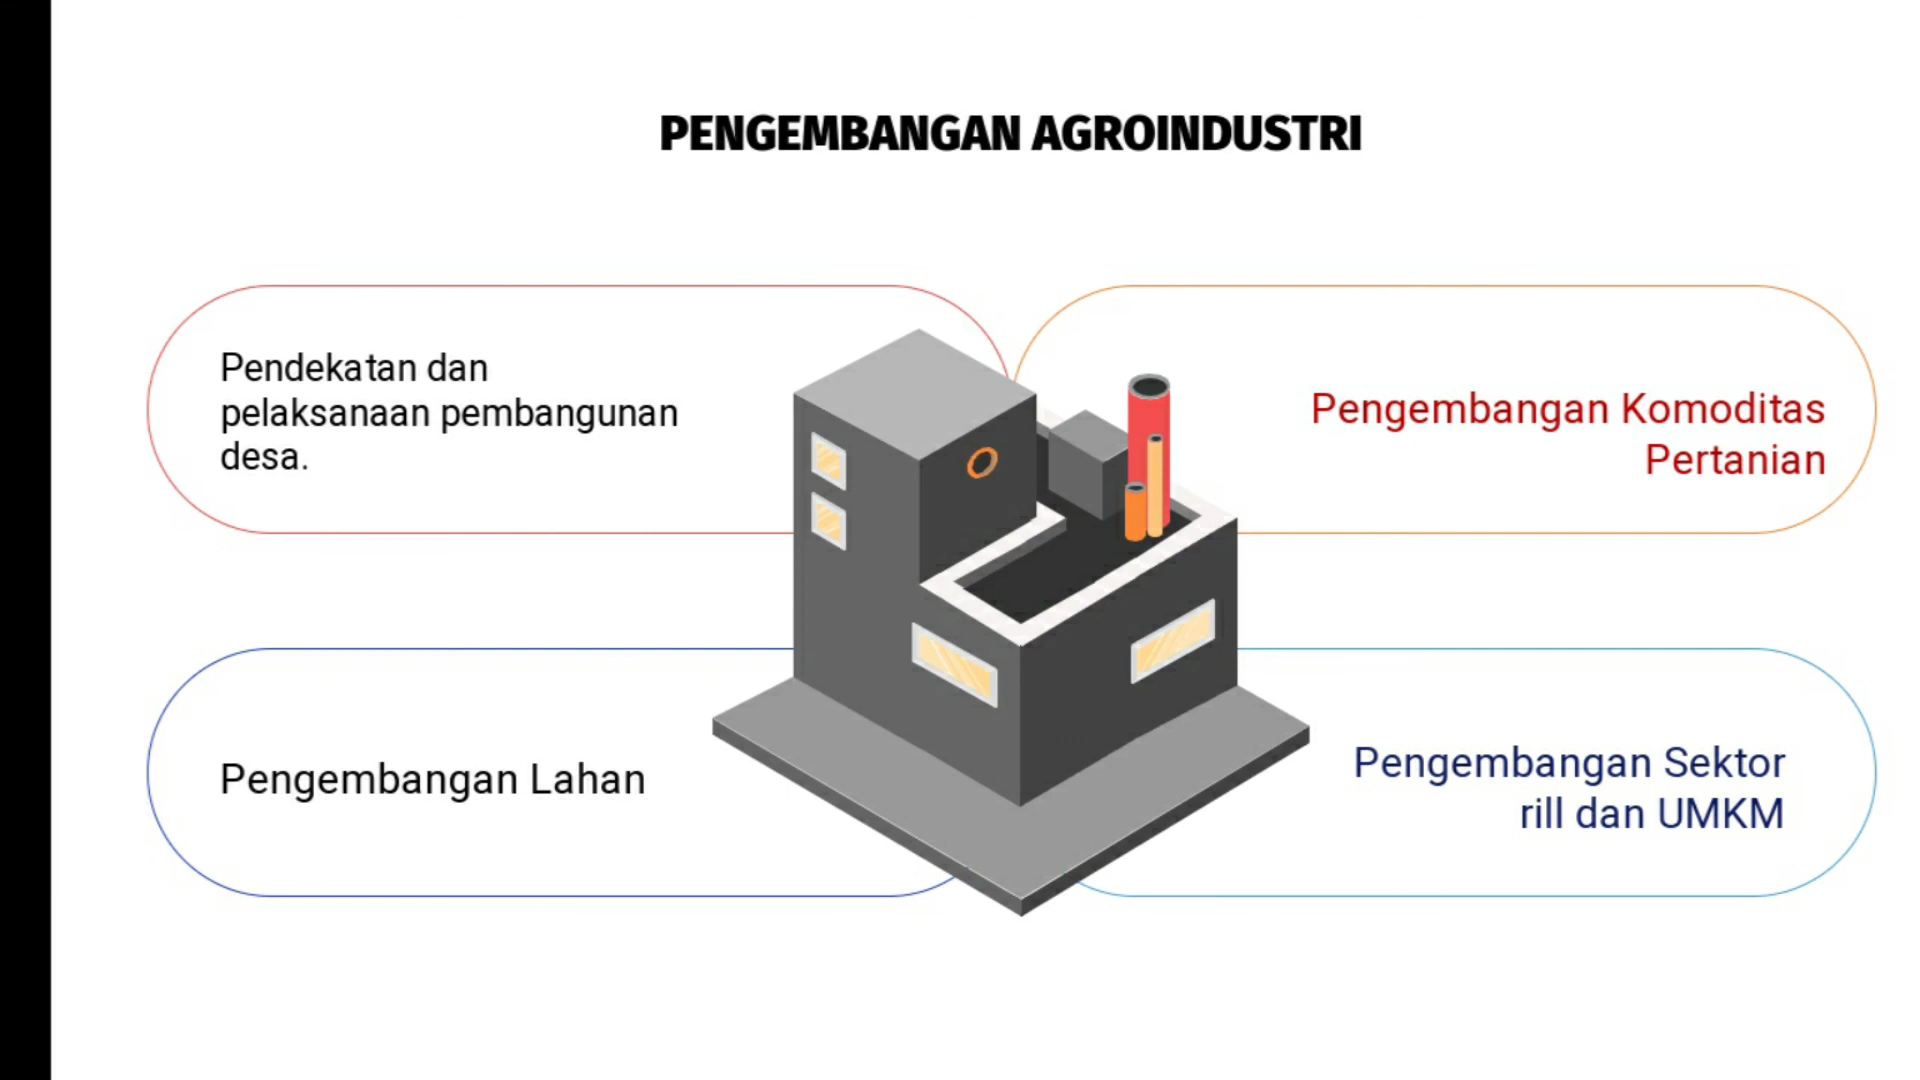 PENGEMBANGAN AGROINDUSTRI
Pendekatan dan
pelaksanaan pembangunan
desa.
Pengembangan Komoditas
Pertanian
Pengembangan Lahan
Pengembangan Sektor
rill dan UMKM